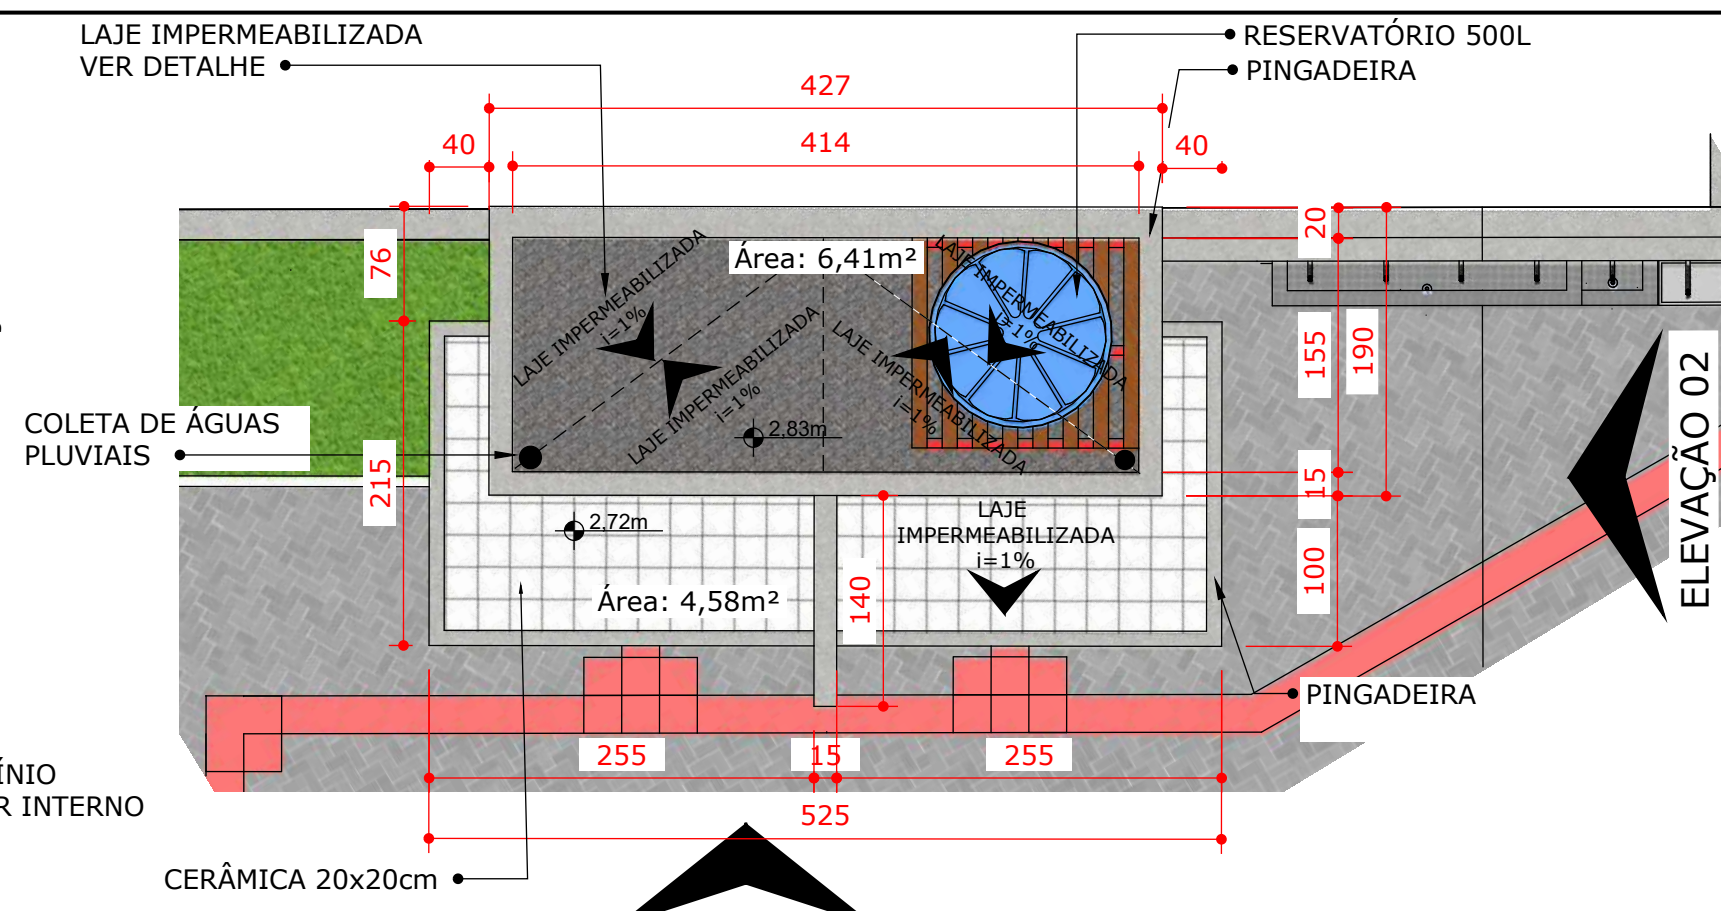 LAJE IMPERMEABILIZADA
VER DETALHE
RESERVATÓRIO 500L
PINGADEIRA
427
40
414
40
76
20
LAJE IMPERMEABILIZADA
i=1%
Área: 6,41m²
LAJE IMPERMEABILIZADA
i=1%
LAJE IMPERMEABILIZADA
i=1%
LAJE IMPERMEABILIZADA
i=1%
155
190
ELEVAÇÃO 02
2,83m
COLETA DE ÁGUAS
PLUVIAIS
215
15
2,72m
LAJE
IMPERMEABILIZADA
i=1%
100
140
Área: 4,58m²
PINGADEIRA
255
15
255
525
ÍNIO
R INTERNO
CERÂMICA 20x20cm